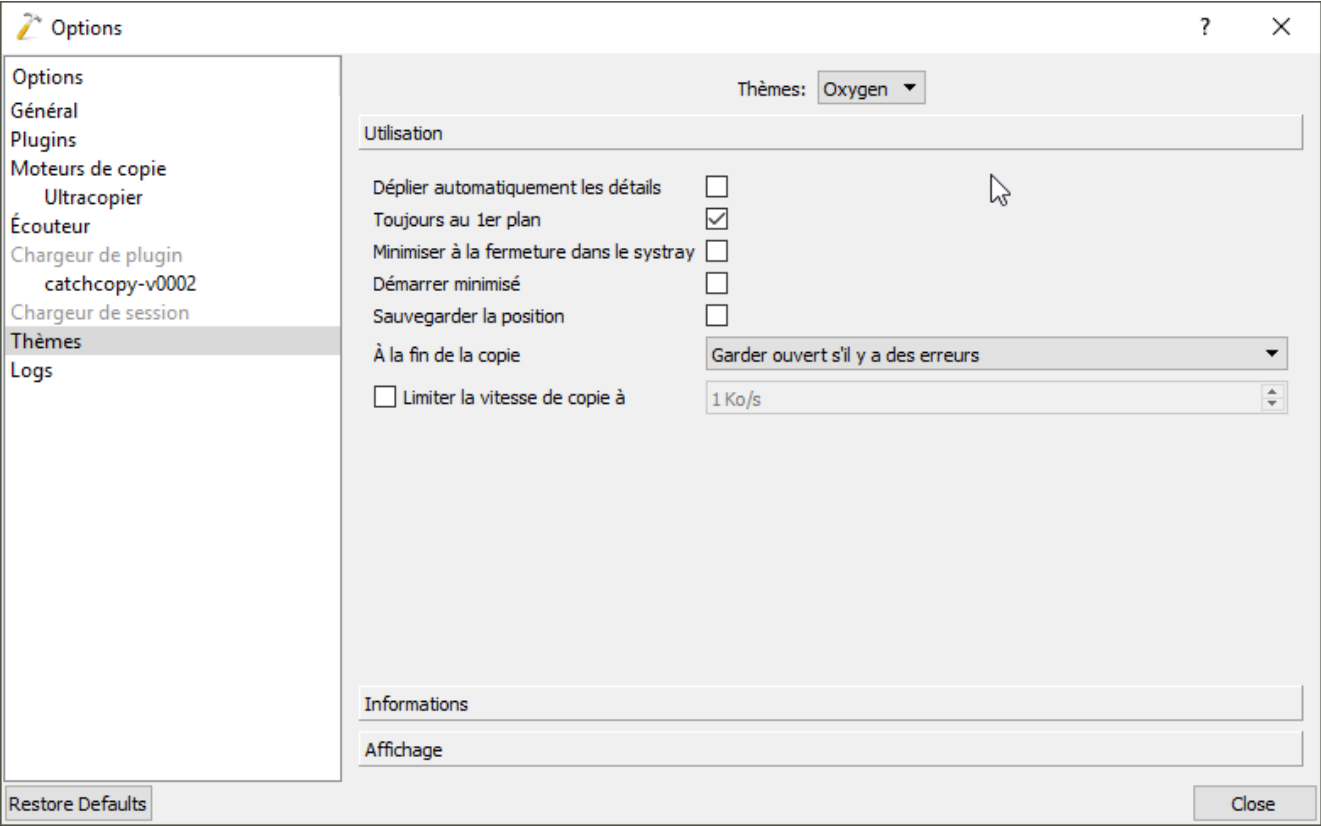 Options
?
Options
Général
Plugins
Moteurs de copie
Ultracopier
Écouteur
Chargeur de plugin
catchcopy-v0002
Chargeur de session
Thèmes
Logs
Thèmes: Oxygen
Utilisation
Déplier automatiquement les détails
Toujours au 1er plan
Minimiser à la fermeture dans le systray
Démarrer minimisé
Sauvegarder la position
À la fin de la copie Garder ouvert s'il y a des erreurs
Limiter la vitesse de copie à 1 Ko/s
Informations
Affichage
Restore Defaults
Close